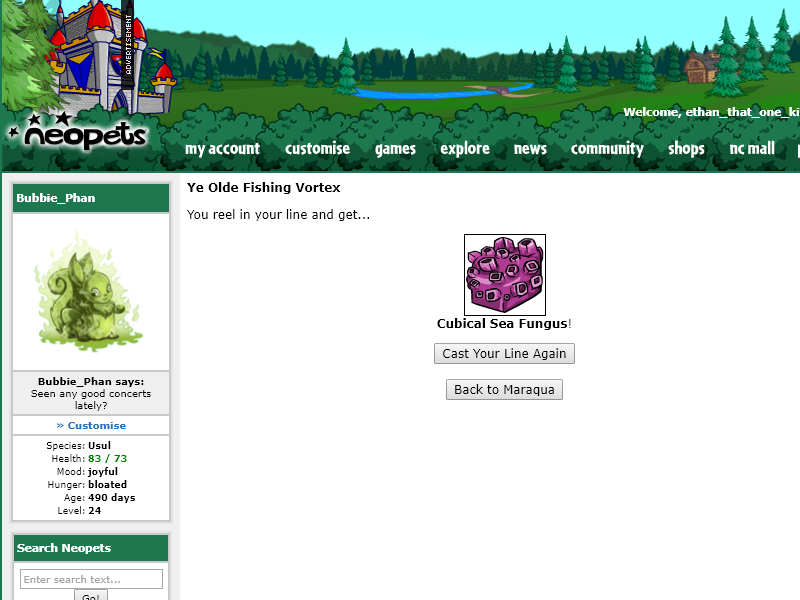 ADVERTISEMENT
Welcome, ethan_that_one_ki
neopets
my account customise games explore news community shops nc mall
Bubbie_Phan
Bubbie_Phan says:
Seen any good concerts
lately?
» Customise
Species: Usul
Health: 83 / 73
Mood: joyful
Hunger: bloated
Age: 490 days
Level: 24
Search Neopets
Enter search text...
Go!
Ye Olde Fishing Vortex
You reel in your line and get...
Cubical Sea Fungus!
Cast Your Line Again
Back to Maraqua